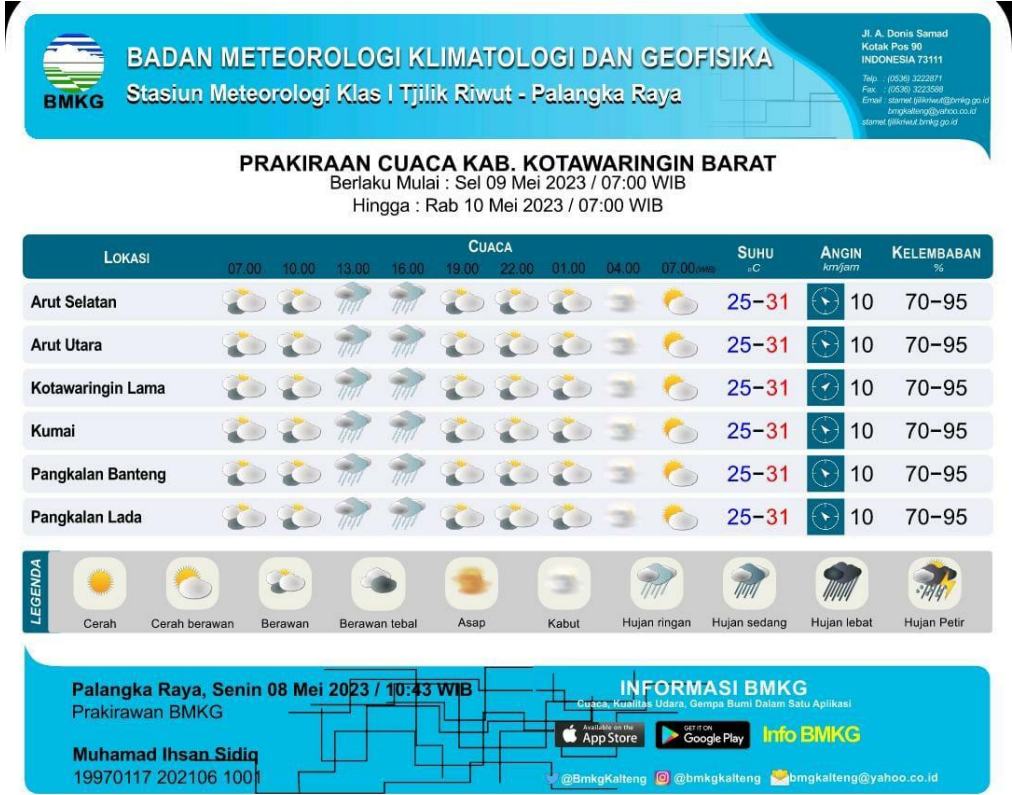 BMKG
BADAN METEOROLOGI KLIMATOLOGI DAN GEOFISIKA
Stasiun Meteorologi Klas I Tjilik Riwut - Palangka Raya
Jl. A. Donis Samad
Kotak Pos 90
INDONESIA 73111
Telp. : (0536) 3222871
Fax. : (0536) 3223588
Email : stamet.tjilikriwut@bmkg.go.id
bmgkalteng@yahoo.co.id
stamet.tjilikriwut.bmkg.go.id
PRAKIRAAN CUACA KAB. KOTAWARINGIN BARAT
Berlaku Mulai : Sel 09 Mei 2023 / 07:00 WIB
Hingga : Rab 10 Mei 2023 / 07:00 WIB
LOKASI CUACA SUHU ANGIN KELEMBABAN
07.00 10.00 13.00 16.00 19.00 22.00 01.00 04.00 07.00 (WIB) °C km/jam %
Arut Selatan 25-31 10 70-95
Arut Utara 25-31 10 70-95
Kotawaringin Lama 25-31 10 70-95
Kumai 25-31 10 70-95
Pangkalan Banteng 25-31 10 70-95
Pangkalan Lada 25-31 10 70-95
LEGENDA
Cerah Cerah berawan Berawan Berawan tebal Asap Kabut Hujan ringan Hujan sedang Hujan lebat Hujan Petir
Palangka Raya, Senin 08 Mei 2023 / 10:43 WIB
Prakirawan BMKG
Muhamad Ihsan Sidiq
19970117 202106 1001
INFORMASI BMKG
Cuaca, Kualitas Udara, Gempa Bumi Dalam Satu Aplikasi
Available on the App Store
GET IT ON Google Play
Info BMKG
@BmkgKalteng @bmkgkalteng bmgkalteng@yahoo.co.id